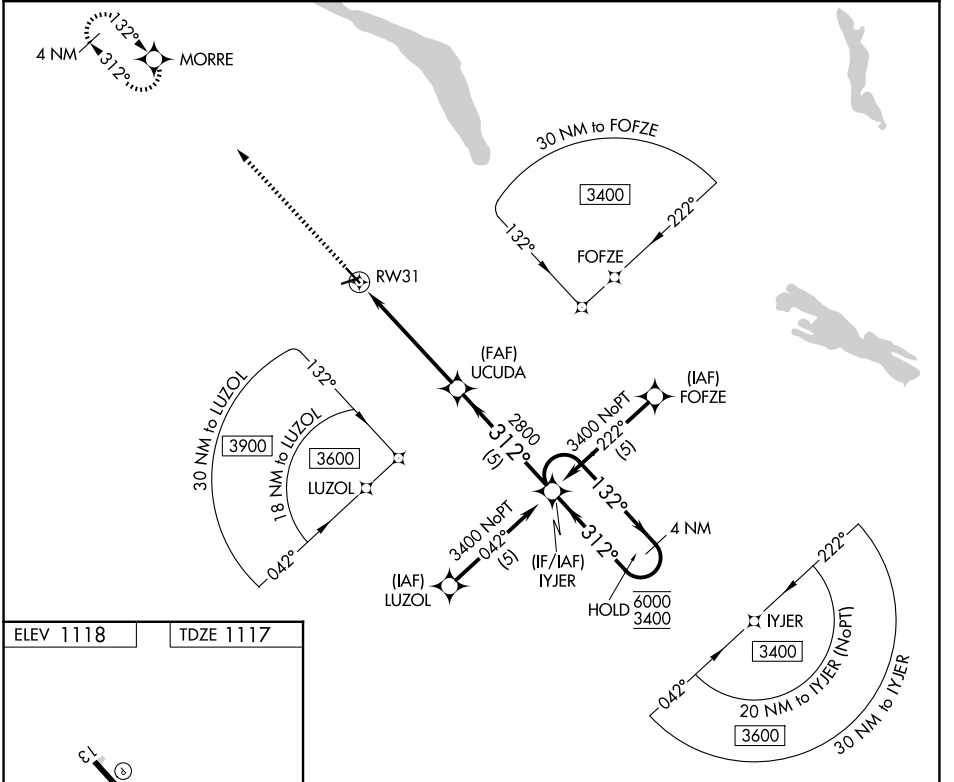 132°
4 NM
312°
MORRE
30 NM to FOFZE
3400
132°
222°
FOFZE
RW31
(FAF)
UCUDA
(IAF)
FOFZE
2800
312°
(5)
3400 NoPT
222°
(5)
30 NM to LUZOL
3900
18 NM to LUZOL
3600
LUZOL
132°
042°
3400 NoPT
042°
(5)
(IAF)
LUZOL
(IF/IAF)
IYJER
132°
312°
4 NM
HOLD
6000
3400
222°
IYJER
3400
20 NM to IYJER (NoPT)
042°
3600
30 NM to IYJER
ELEV 1118
TDZE 1117
13
P